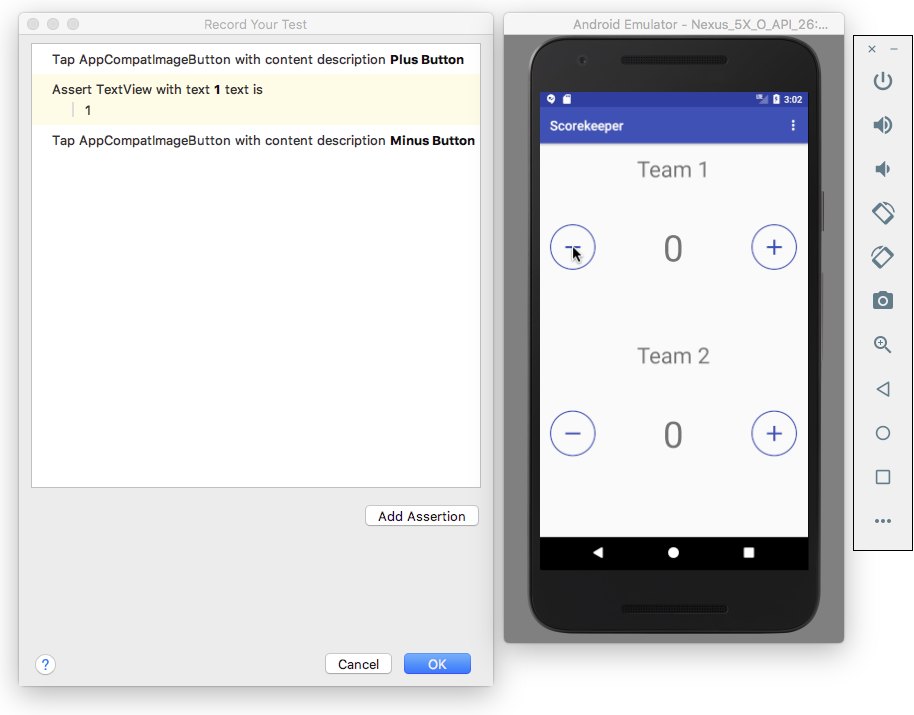 Record Your Test
Tap AppCompatImageButton with content description Plus Button
Assert TextView with text 1 text is
1
Tap AppCompatImageButton with content description Minus Button
Add Assertion
?
Cancel
OK
Android Emulator - Nexus_5X_O_API_26:...
3:02
Scorekeeper
Team 1
0
Team 2
0